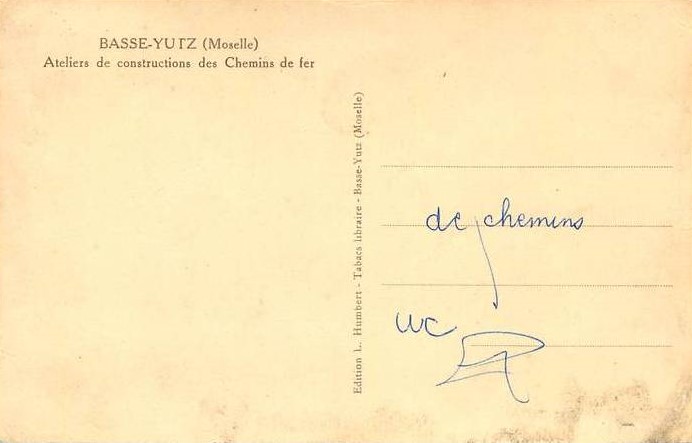 BASSE-YUTZ (Moselle)
Ateliers de constructions des Chemins de fer
Edition L. Humbert - Tabacs libraire - Basse-Yutz (Moselle)
de chemins
wc